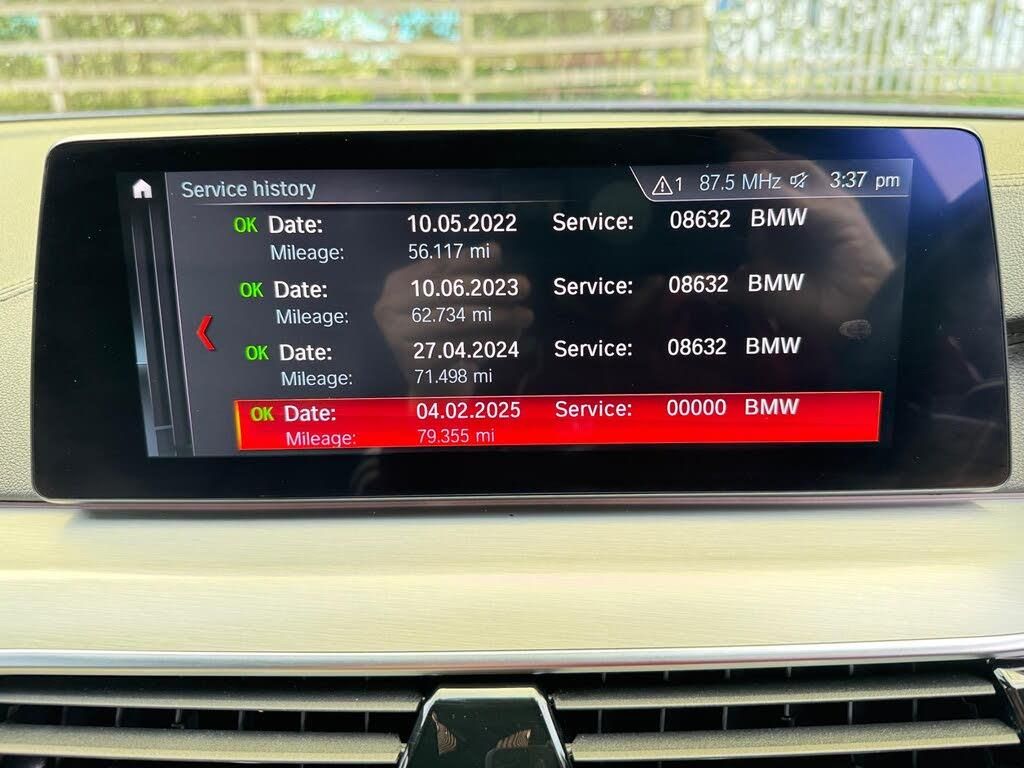 Service history 1 87.5 MHz 3:37 pm
OK Date: 10.05.2022 Service: 08632 BMW
Mileage: 56.117 mi
OK Date: 10.06.2023 Service: 08632 BMW
Mileage: 62.734 mi
OK Date: 27.04.2024 Service: 08632 BMW
Mileage: 71.498 mi
OK Date: 04.02.2025 Service: 00000 BMW
Mileage: 79.355 mi